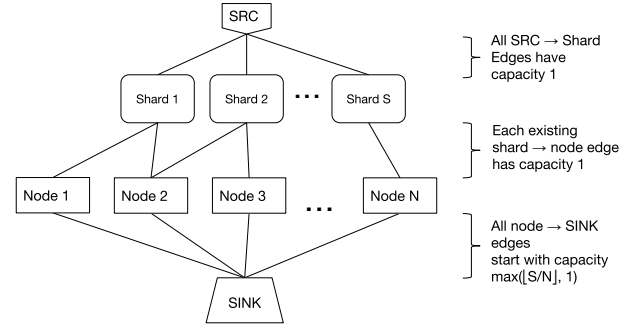 SRC
All SRC → Shard
Edges have
capacity 1
Shard 1
Shard 2
...
Shard S
Each existing
shard → node edge
has capacity 1
Node 1
Node 2
Node 3
...
Node N
All node → SINK
edges
start with capacity
max(⌊S/N⌋, 1)
SINK